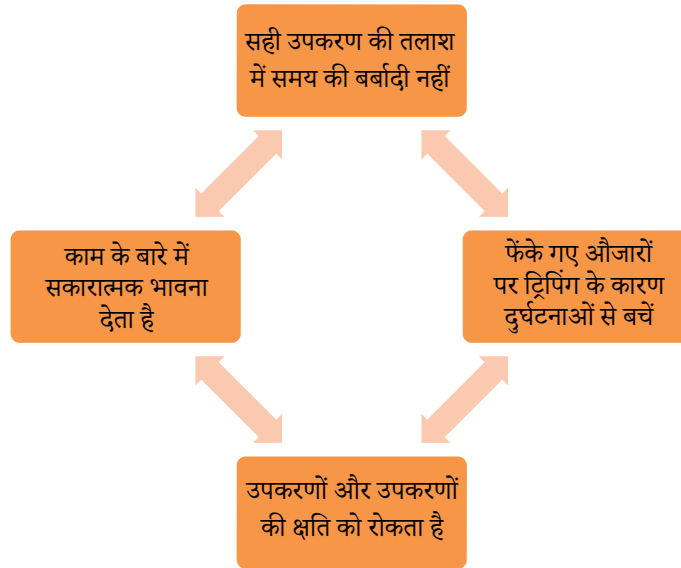 सही उपकरण की तलाश
में समय की बर्बादी नहीं
काम के बारे में
सकारात्मक भावना
देता है
फेंके गए औजारों
पर ट्रिपिंग के कारण
दुर्घटनाओं से बचें
उपकरणों और उपकरणों
की क्षति को रोकता है